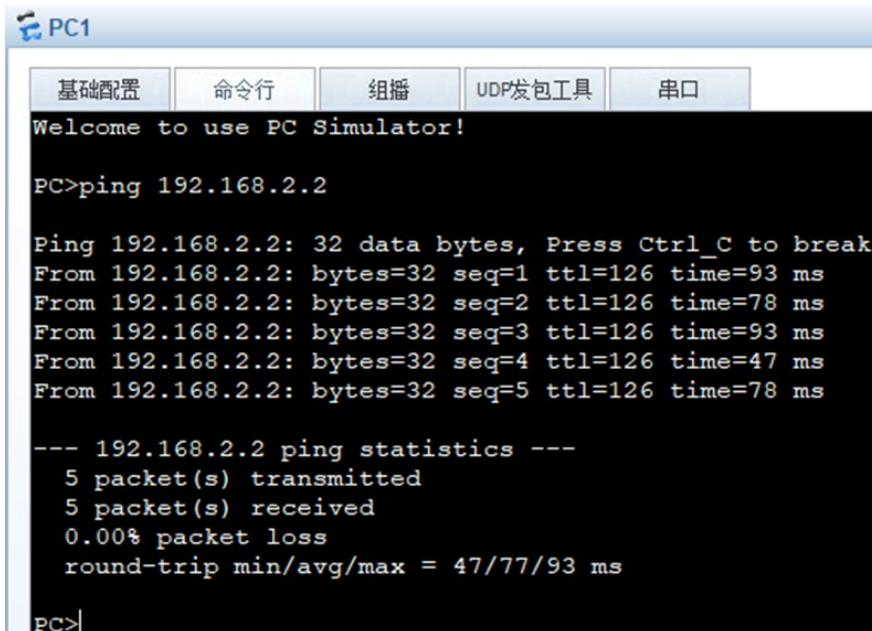 PC1
基础配置 命令行 组播 UDP发包工具 串口
Welcome to use PC Simulator!
PC>ping 192.168.2.2
Ping 192.168.2.2: 32 data bytes, Press Ctrl_C to break
From 192.168.2.2: bytes=32 seq=1 ttl=126 time=93 ms
From 192.168.2.2: bytes=32 seq=2 ttl=126 time=78 ms
From 192.168.2.2: bytes=32 seq=3 ttl=126 time=93 ms
From 192.168.2.2: bytes=32 seq=4 ttl=126 time=47 ms
From 192.168.2.2: bytes=32 seq=5 ttl=126 time=78 ms
--- 192.168.2.2 ping statistics ---
5 packet(s) transmitted
5 packet(s) received
0.00% packet loss
round-trip min/avg/max = 47/77/93 ms
PC>